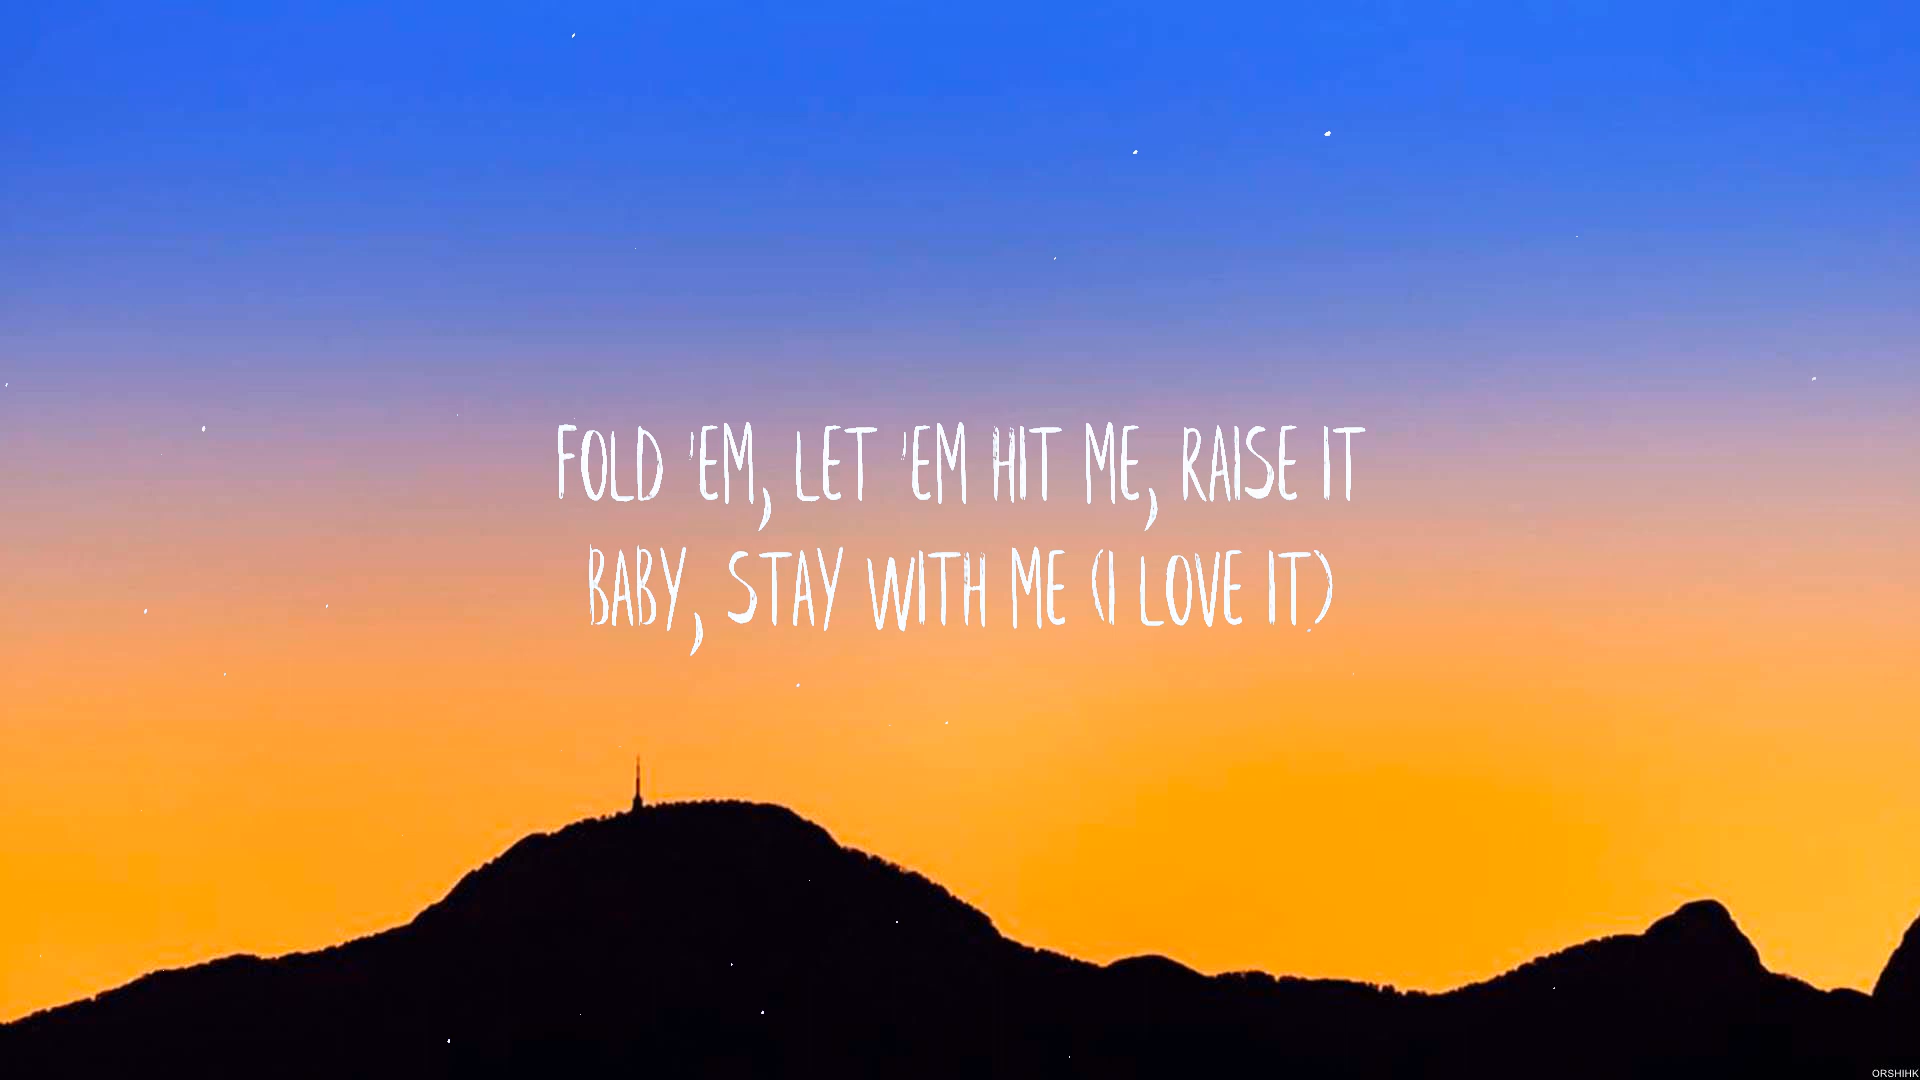 FOLD 'EM, LET 'EM HIT ME, RAISE IT
BABY, STAY WITH ME (I LOVE IT)
ORSHIHK